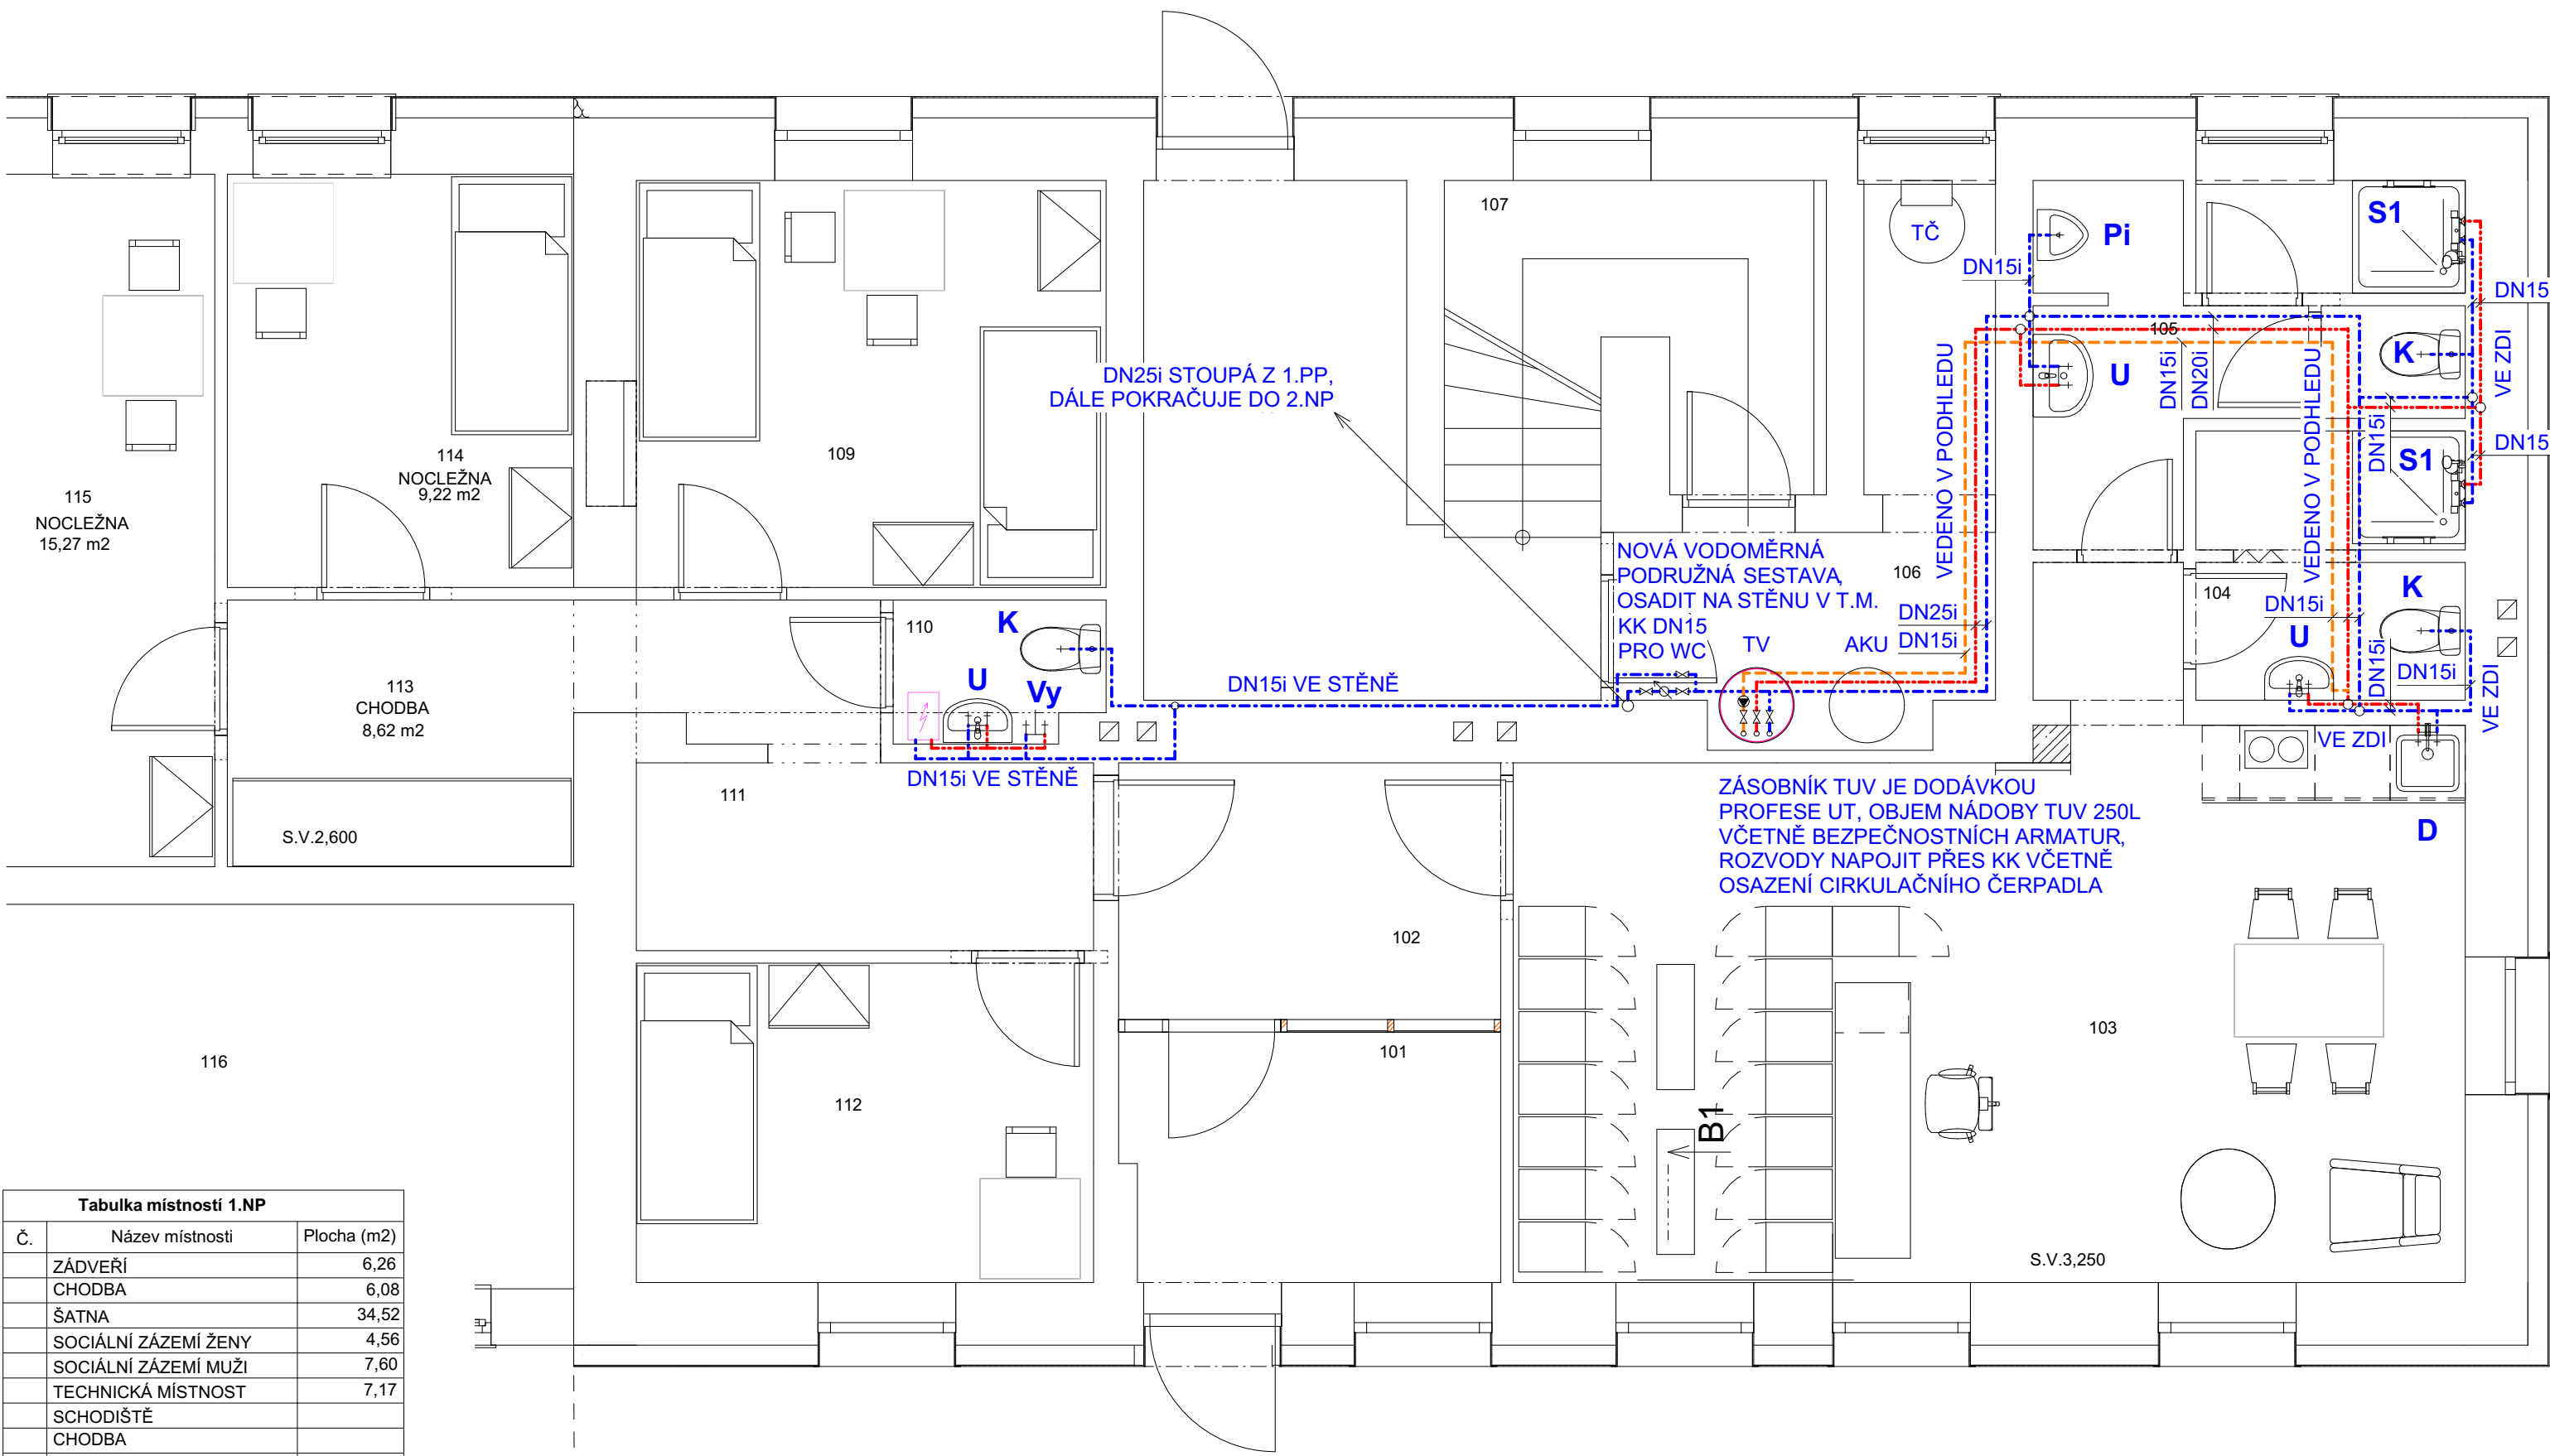 S1
107
Pi
TČ
DN15i
DN15
105
K
VE ZDI
DN25i STOUPÁ Z 1.PP,
DÁLE POKRAČUJE DO 2.NP
U
DN15i
DN20i
VEDENO V PODHLEDU
VEDENO V PODHLEDU
DN15i
DN15
S1
109
114
NOCLEŽNA
9,22 m2
115
NOCLEŽNA
15,27 m2
NOVÁ VODOMĚRNÁ
PODRUŽNÁ SESTAVA,
OSADIT NA STĚNU V T.M.
KK DN15
PRO WC
106
DN25i
DN15i
TV
AKU
104
K
DN15i
U
DN15i
DN15i
VE ZDI
110
K
U
Vy
DN15i VE STĚNĚ
113
CHODBA
8,62 m2
VE ZDI
DN15i VE STĚNĚ
111
ZÁSOBNÍK TUV JE DODÁVKOU
PROFESE UT, OBJEM NÁDOBY TUV 250L
VČETNĚ BEZPEČNOSTNÍCH ARMATUR,
ROZVODY NAPOJIT PŘES KK VČETNĚ
OSAZENÍ CIRKULAČNÍHO ČERPADLA
D
S.V.2,600
102
103
101
116
112
B1
S.V.3,250
Tabulka místností 1.NP
Č. Název místnosti Plocha (m2)
ZÁDVEŘÍ 6,26
CHODBA 6,08
ŠATNA 34,52
SOCIÁLNÍ ZÁZEMÍ ŽENY 4,56
SOCIÁLNÍ ZÁZEMÍ MUŽI 7,60
TECHNICKÁ MÍSTNOST 7,17
SCHODIŠTĚ
CHODBA